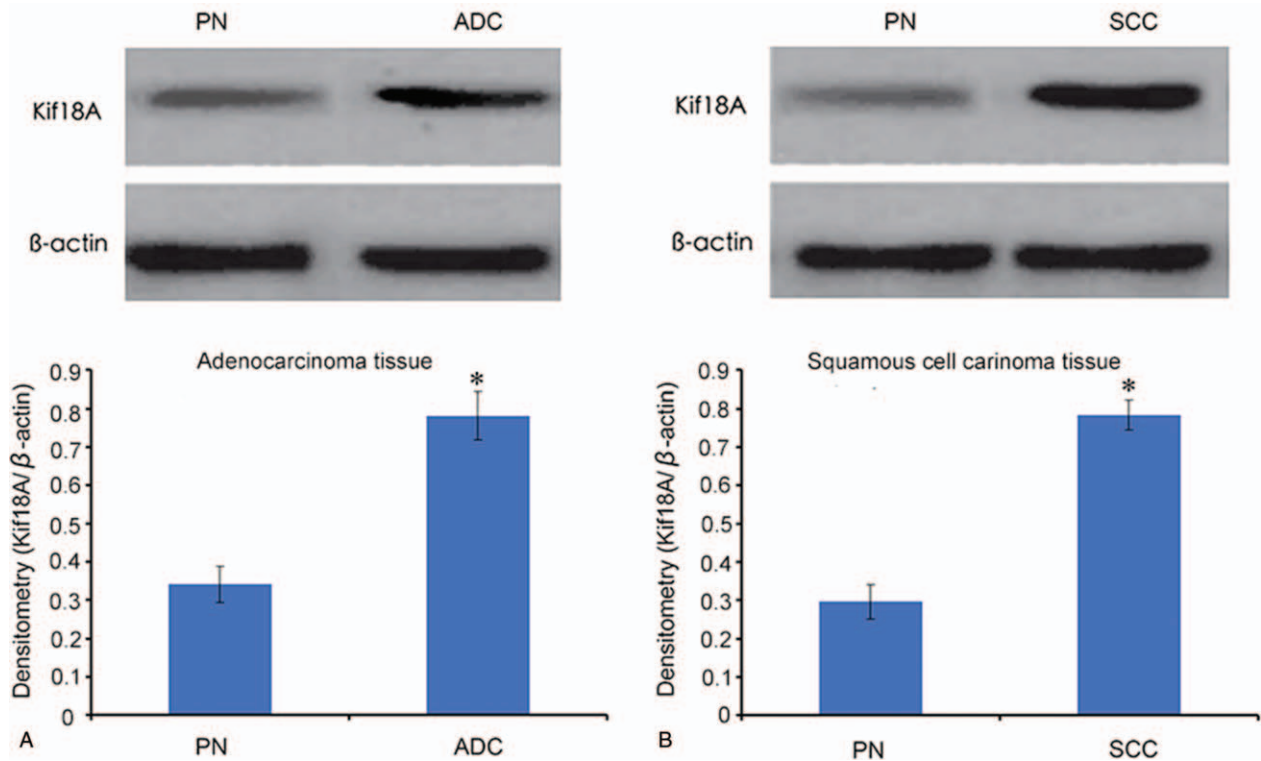 PN ADC
Kif18A
ß-actin
Adenocarcinoma tissue
Densitometry (Kif18A/β-actin)
0.9
0.8
0.7
0.6
0.5
0.4
0.3
0.2
0.1
0
*
PN ADC
A
PN SCC
Kif18A
ß-actin
Squamous cell carinoma tissue
Densitometry (Kif18A/β-actin)
0.9
0.8
0.7
0.6
0.5
0.4
0.3
0.2
0.1
0
*
PN SCC
B